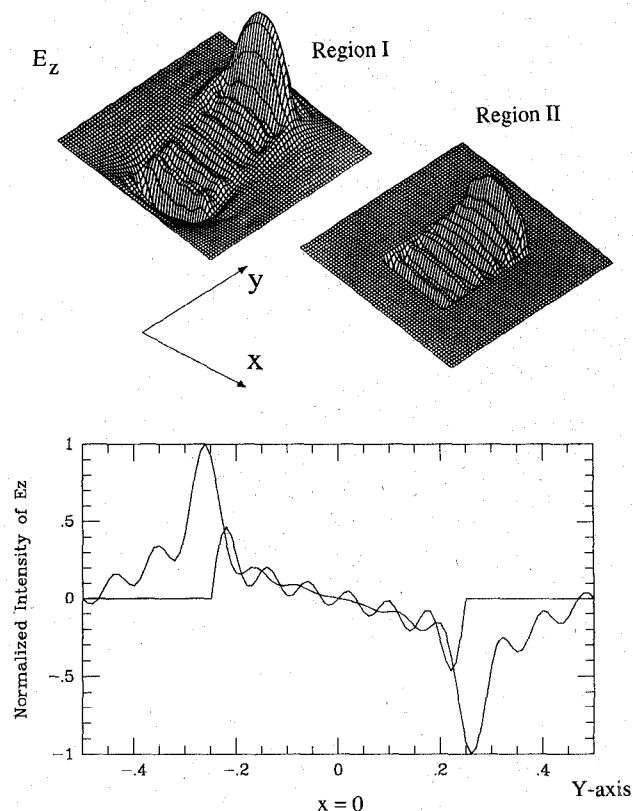 Region I
E_z
Region II
y
x
Normalized Intensity of Ez
1
.5
0
-.5
-1
-.4
-.2
0
.2
.4
Y-axis
x = 0